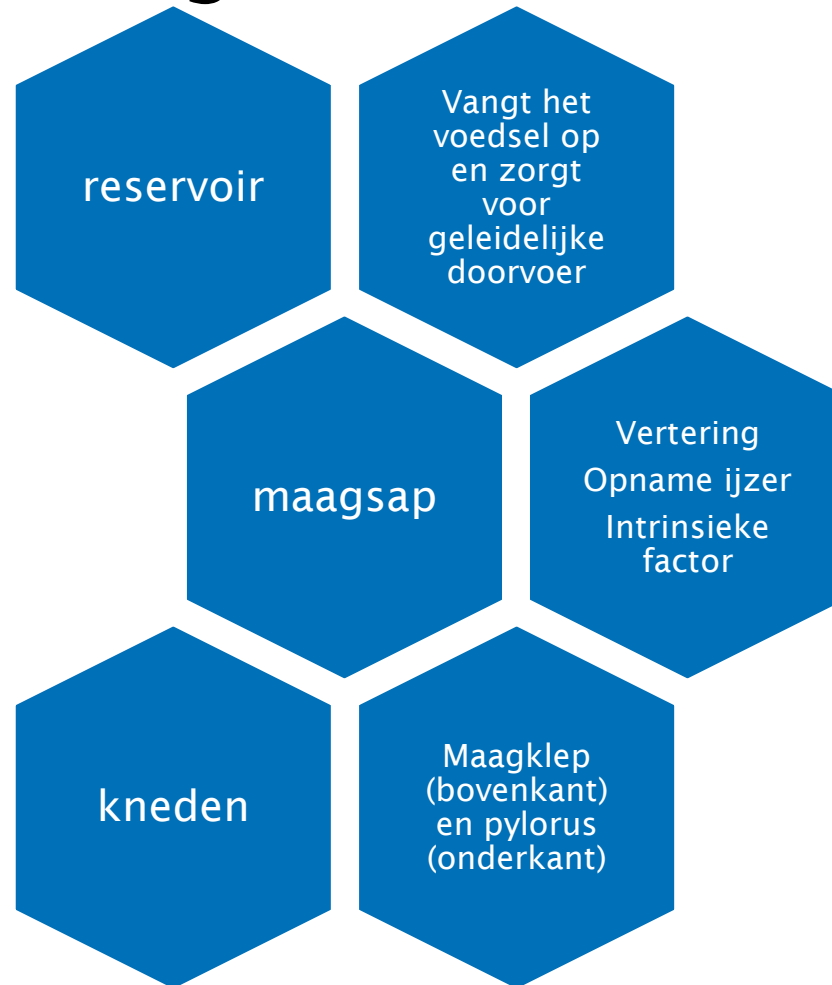 reservoir
Vangt het
voedsel op
en zorgt
voor
geleidelijke
doorvoer
maagsap
Vertering
Opname ijzer
Intrinsieke
factor
kneden
Maagklep
(bovenkant)
en pylorus
(onderkant)